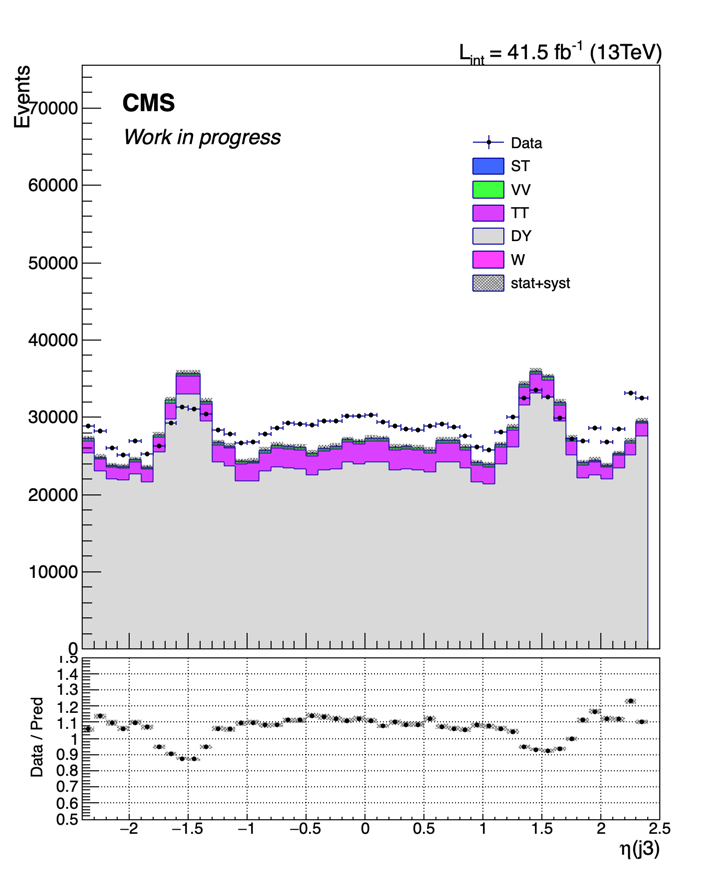 L_int = 41.5 fb^-1 (13TeV)
Events
CMS
Work in progress
Data
ST
VV
TT
DY
W
stat+syst
70000
60000
50000
40000
30000
20000
10000
0
Data / Pred
1.5
1.4
1.3
1.2
1.1
1
0.9
0.8
0.7
0.6
0.5
−2 −1.5 −1 −0.5 0 0.5 1 1.5 2 2.5
η(j3)